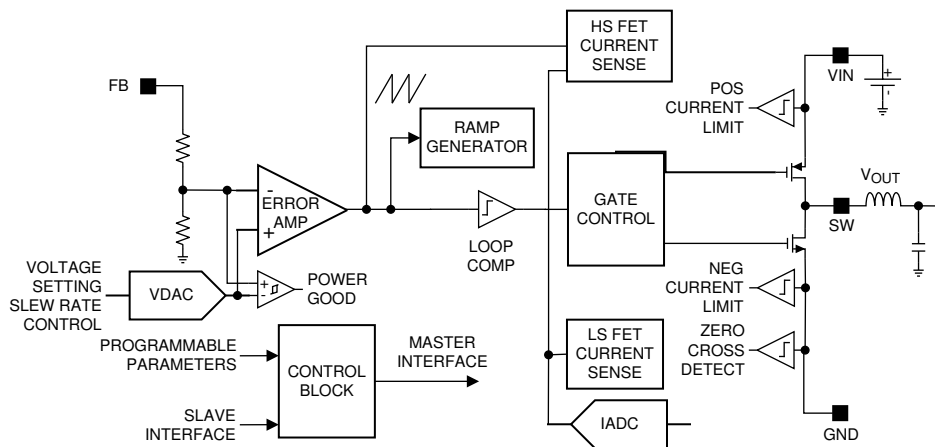 HS FET
CURRENT
SENSE
VIN
+
-
FB
POS
CURRENT
LIMIT
RAMP
GENERATOR
-
ERROR
AMP
+
GATE
CONTROL
VOUT
SW
LOOP
COMP
VOLTAGE
SETTING
SLEW RATE
CONTROL
VDAC
+
-
POWER
GOOD
NEG
CURRENT
LIMIT
PROGRAMMABLE
PARAMETERS
CONTROL
BLOCK
MASTER
INTERFACE
LS FET
CURRENT
SENSE
ZERO
CROSS
DETECT
SLAVE
INTERFACE
IADC
GND